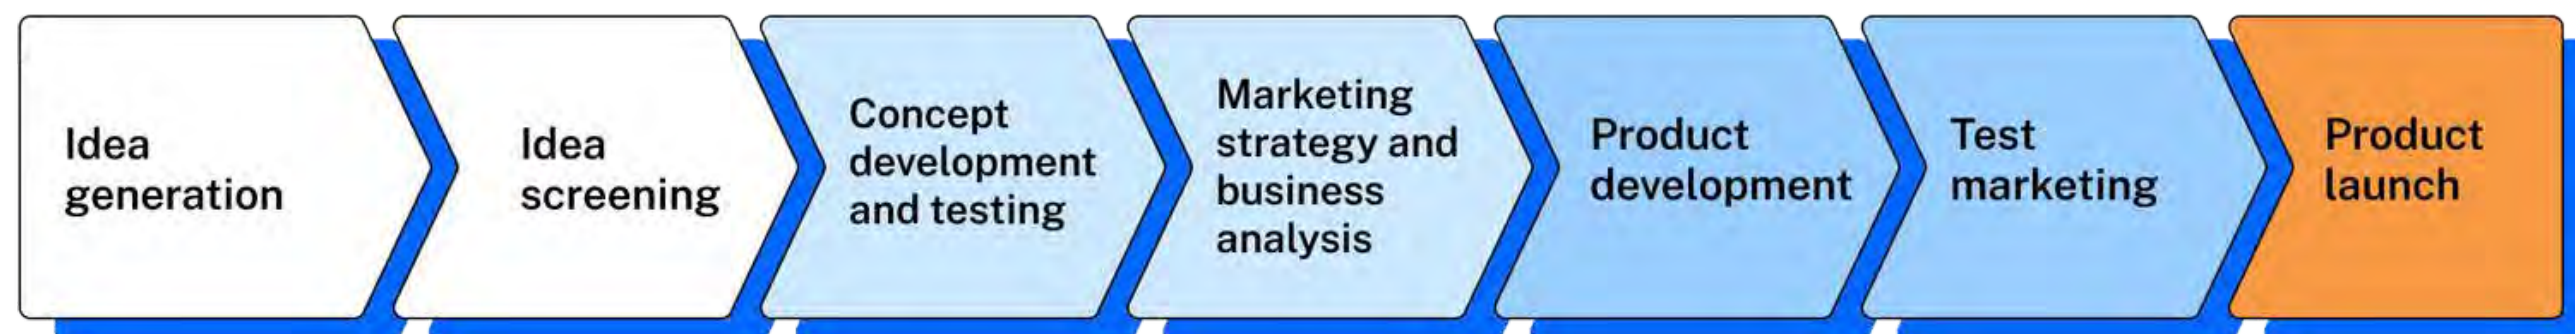 Idea
generation
Idea
screening
Concept
development
and testing
Marketing
strategy and
business
analysis
Product
development
Test
marketing
Product
launch